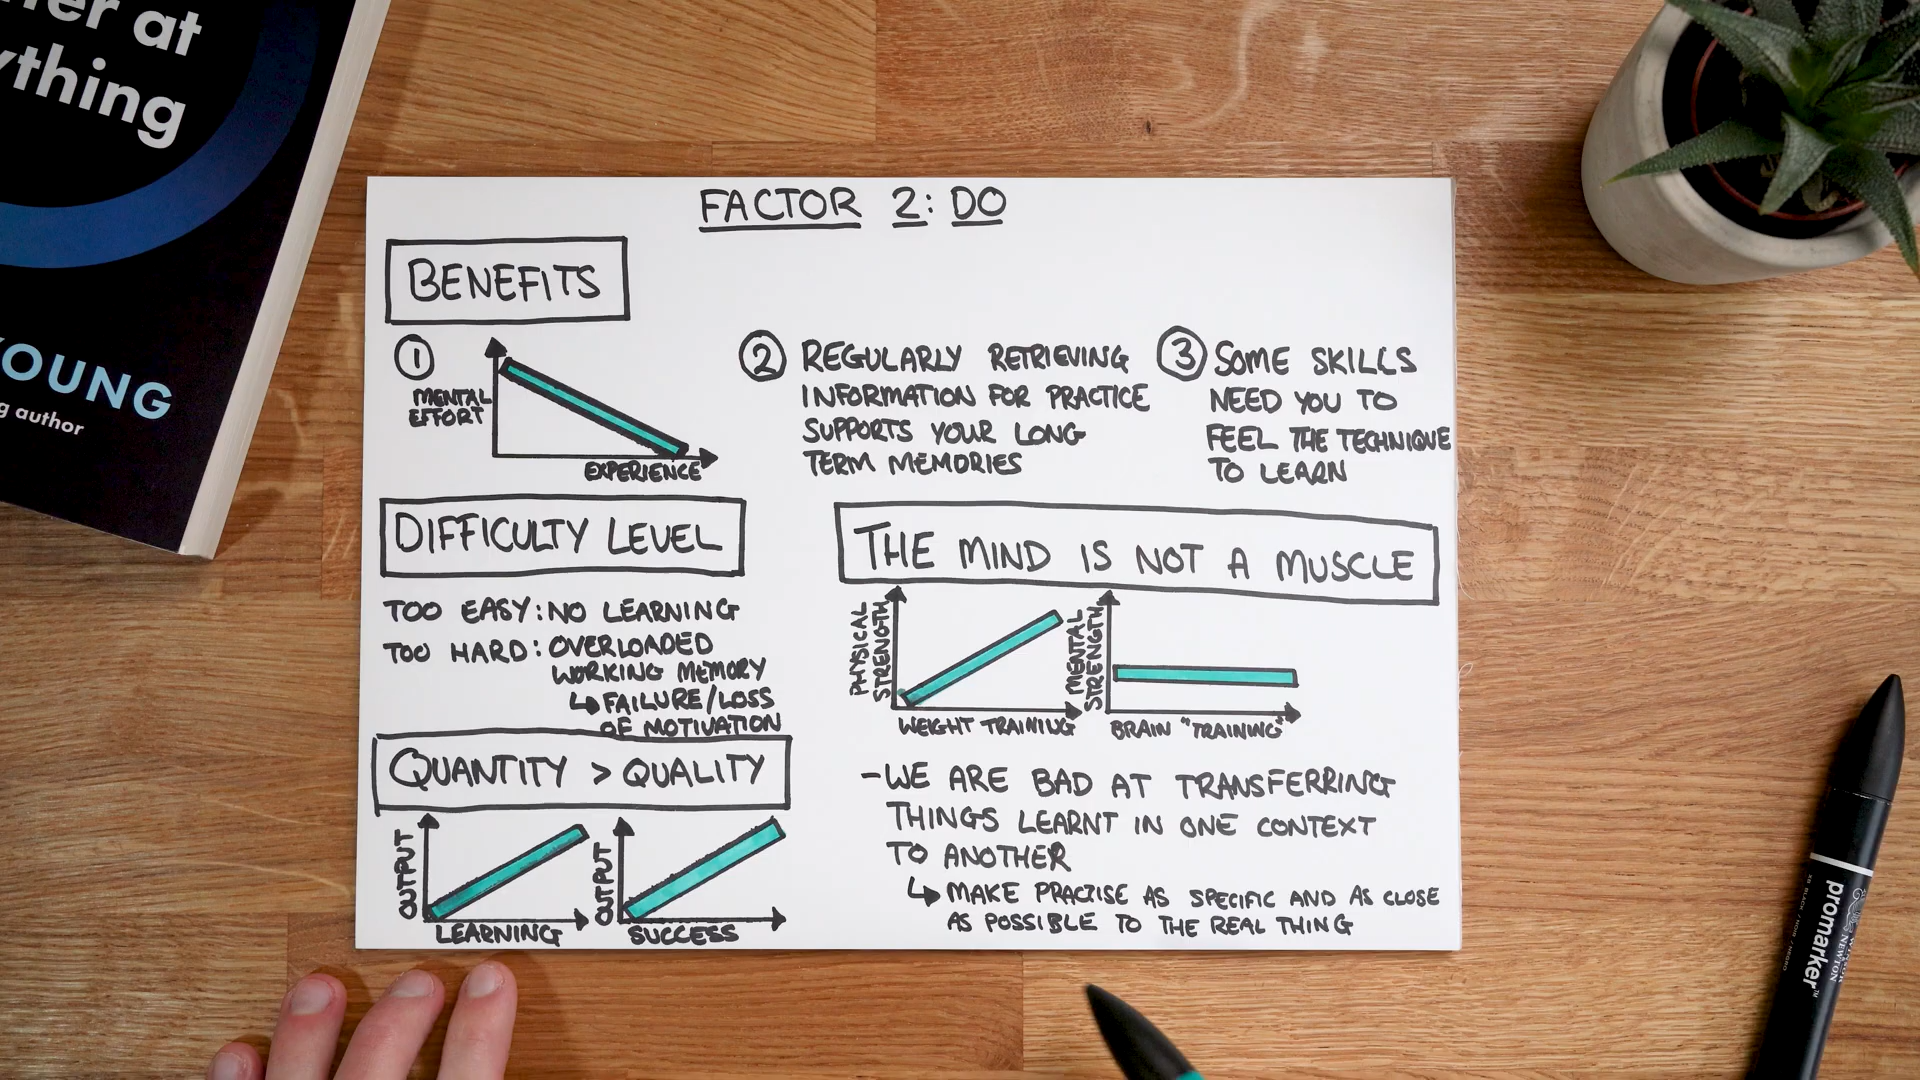 at
YOUNG
author
FACTOR 2: DO
BENEFITS
1
MENTAL
EFFORT
EXPERIENCE
2 REGULARLY RETRIEVING
INFORMATION FOR PRACTICE
SUPPORTS YOUR LONG
TERM MEMORIES
3 SOME SKILLS
NEED YOU TO
FEEL THE TECHNIQUE
TO LEARN
DIFFICULTY LEVEL
TOO EASY: NO LEARNING
TOO HARD: OVERLOADED
WORKING MEMORY
↳ FAILURE/LOSS
OF MOTIVATION
QUANTITY > QUALITY
OUTPUT
LEARNING
OUTPUT
SUCCESS
THE MIND IS NOT A MUSCLE
PHYSICAL
STRENGTH
WEIGHT TRAINING
MENTAL
STRENGTH
BRAIN "TRAINING"
- WE ARE BAD AT TRANSFERRING
THINGS LEARNT IN ONE CONTEXT
TO ANOTHER
↳ MAKE PRACTISE AS SPECIFIC AND AS CLOSE
AS POSSIBLE TO THE REAL THING
promarker™